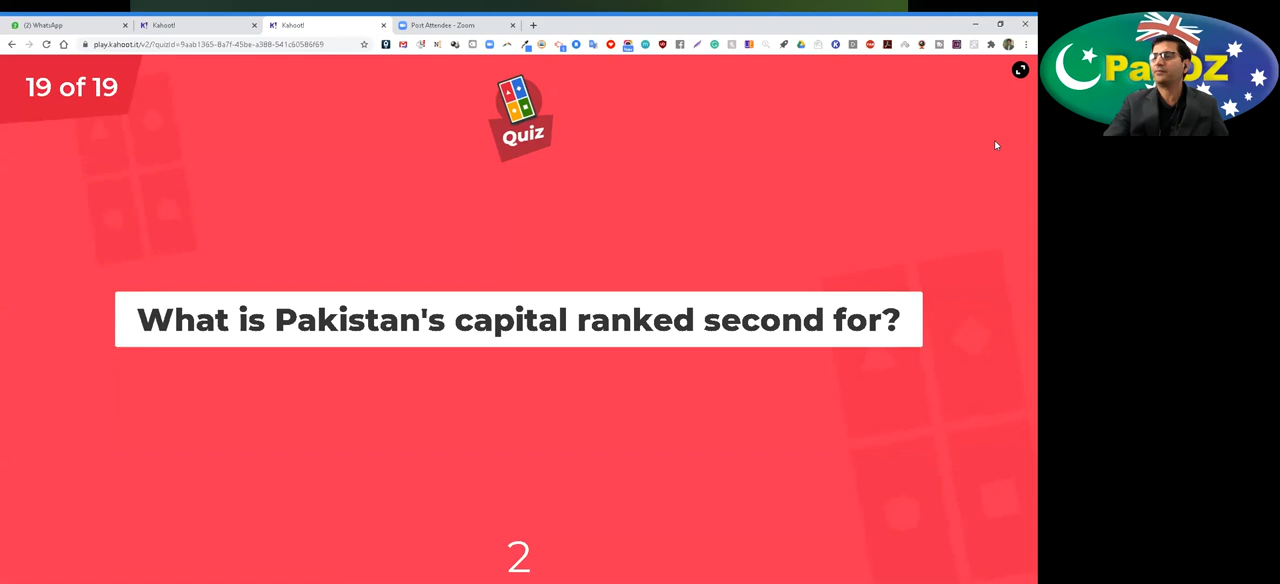 (2) WhatsApp
Kahoot!
Kahoot!
Post Attendee - Zoom
play.kahoot.it/v2/?quizId=9aab1365-8a7f-45be-a388-541c60586f69
19 of 19
Quiz
What is Pakistan's capital ranked second for?
2